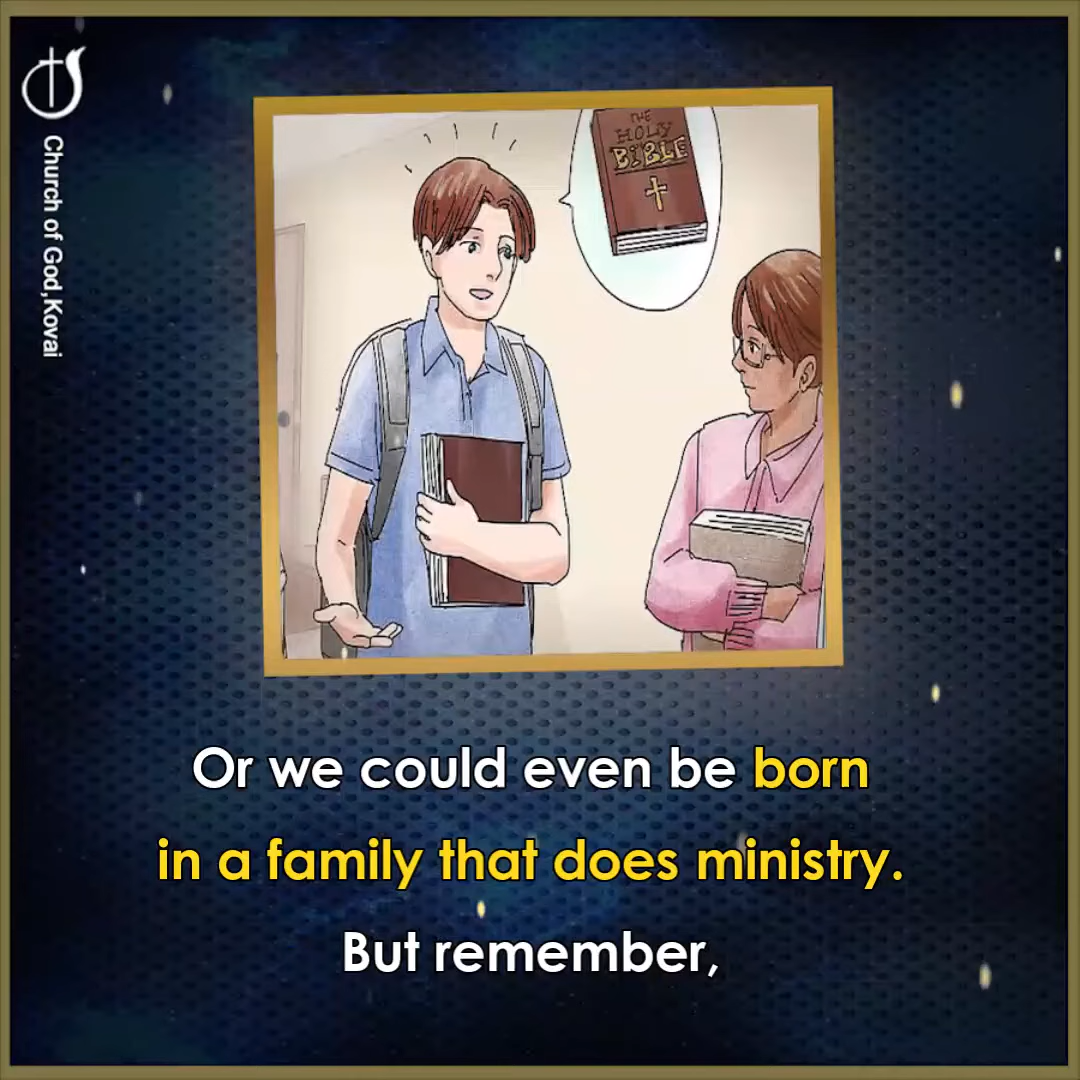 Church of God,Kovai
THE
HOLY
BIBLE
Or we could even be born
in a family that does ministry.
But remember,